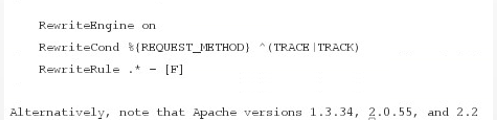 RewriteEngine on
RewriteCond %{REQUEST_METHOD} ^(TRACE|TRACK)
RewriteRule .* - [F]
Alternatively, note that Apache versions 1.3.34, 2.0.55, and 2.2